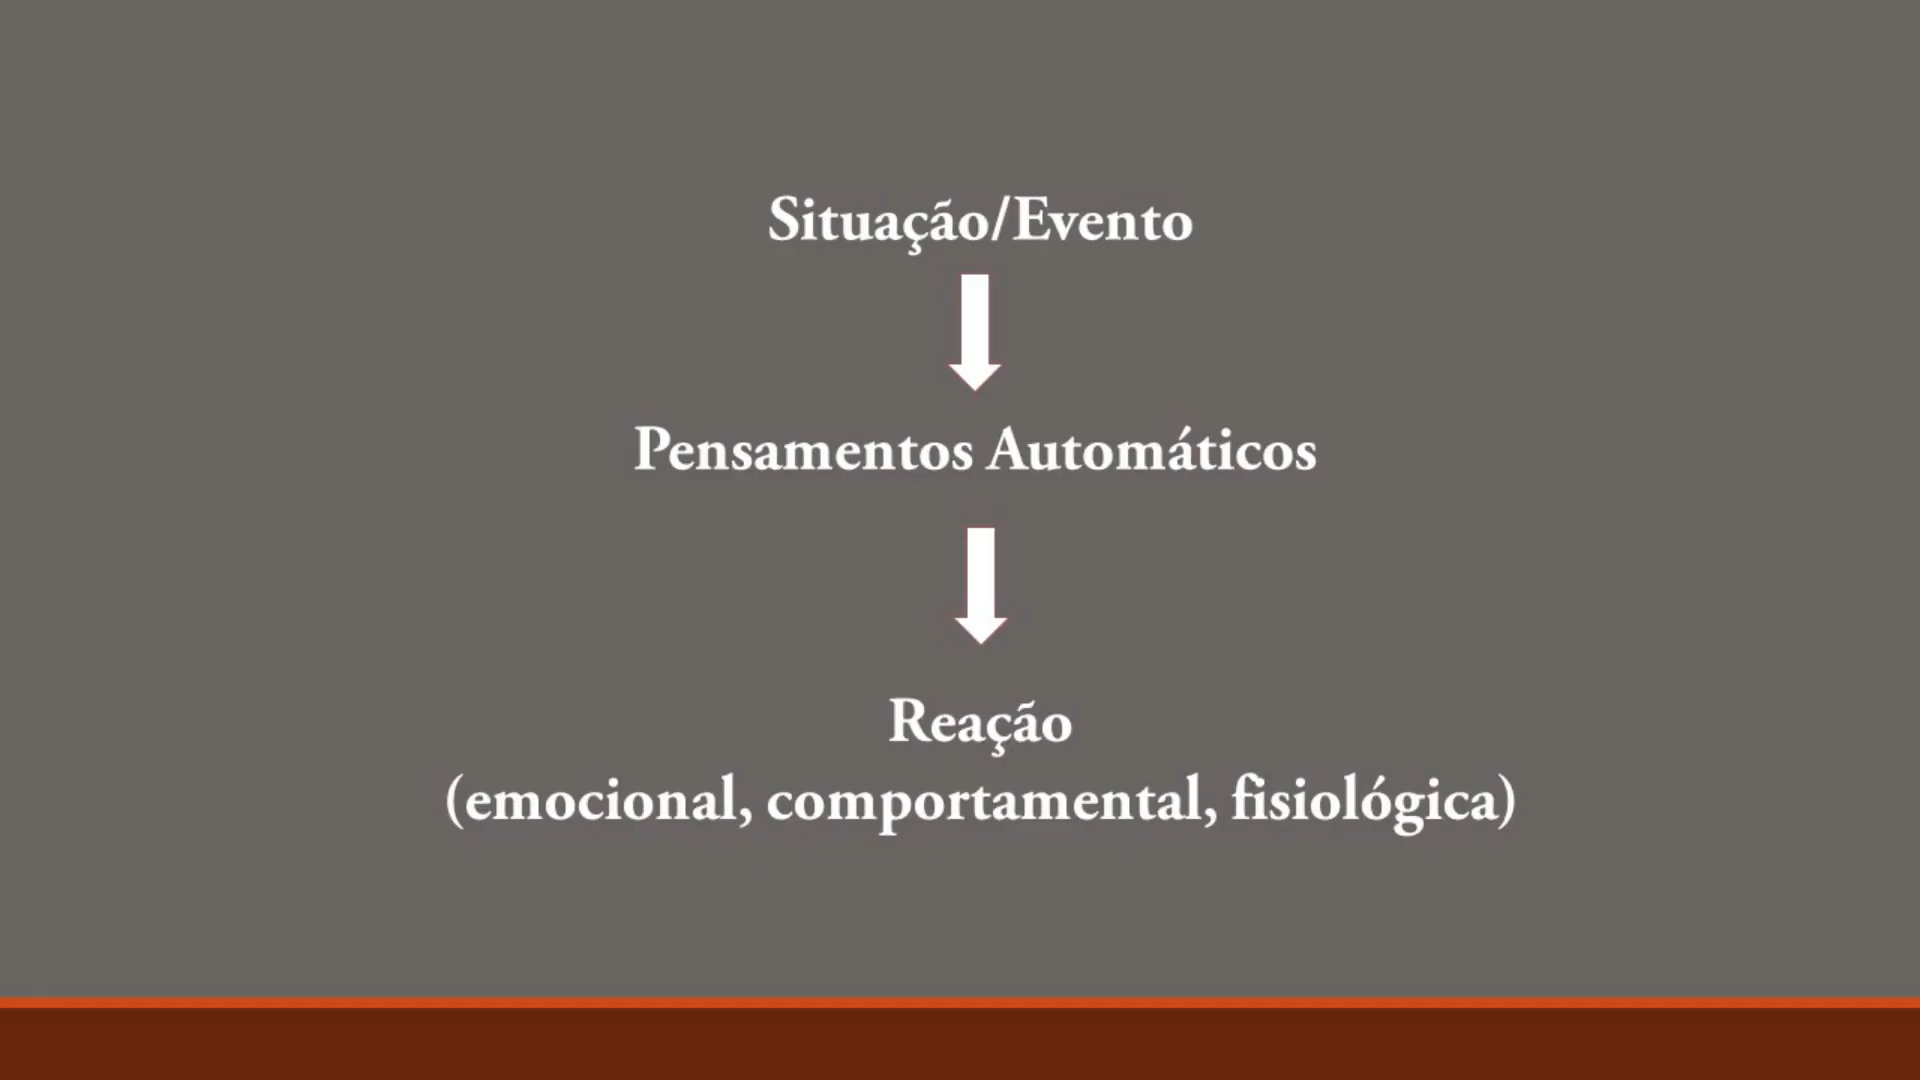 Situação/Evento
Pensamentos Automáticos
Reação
(emocional, comportamental, fisiológica)